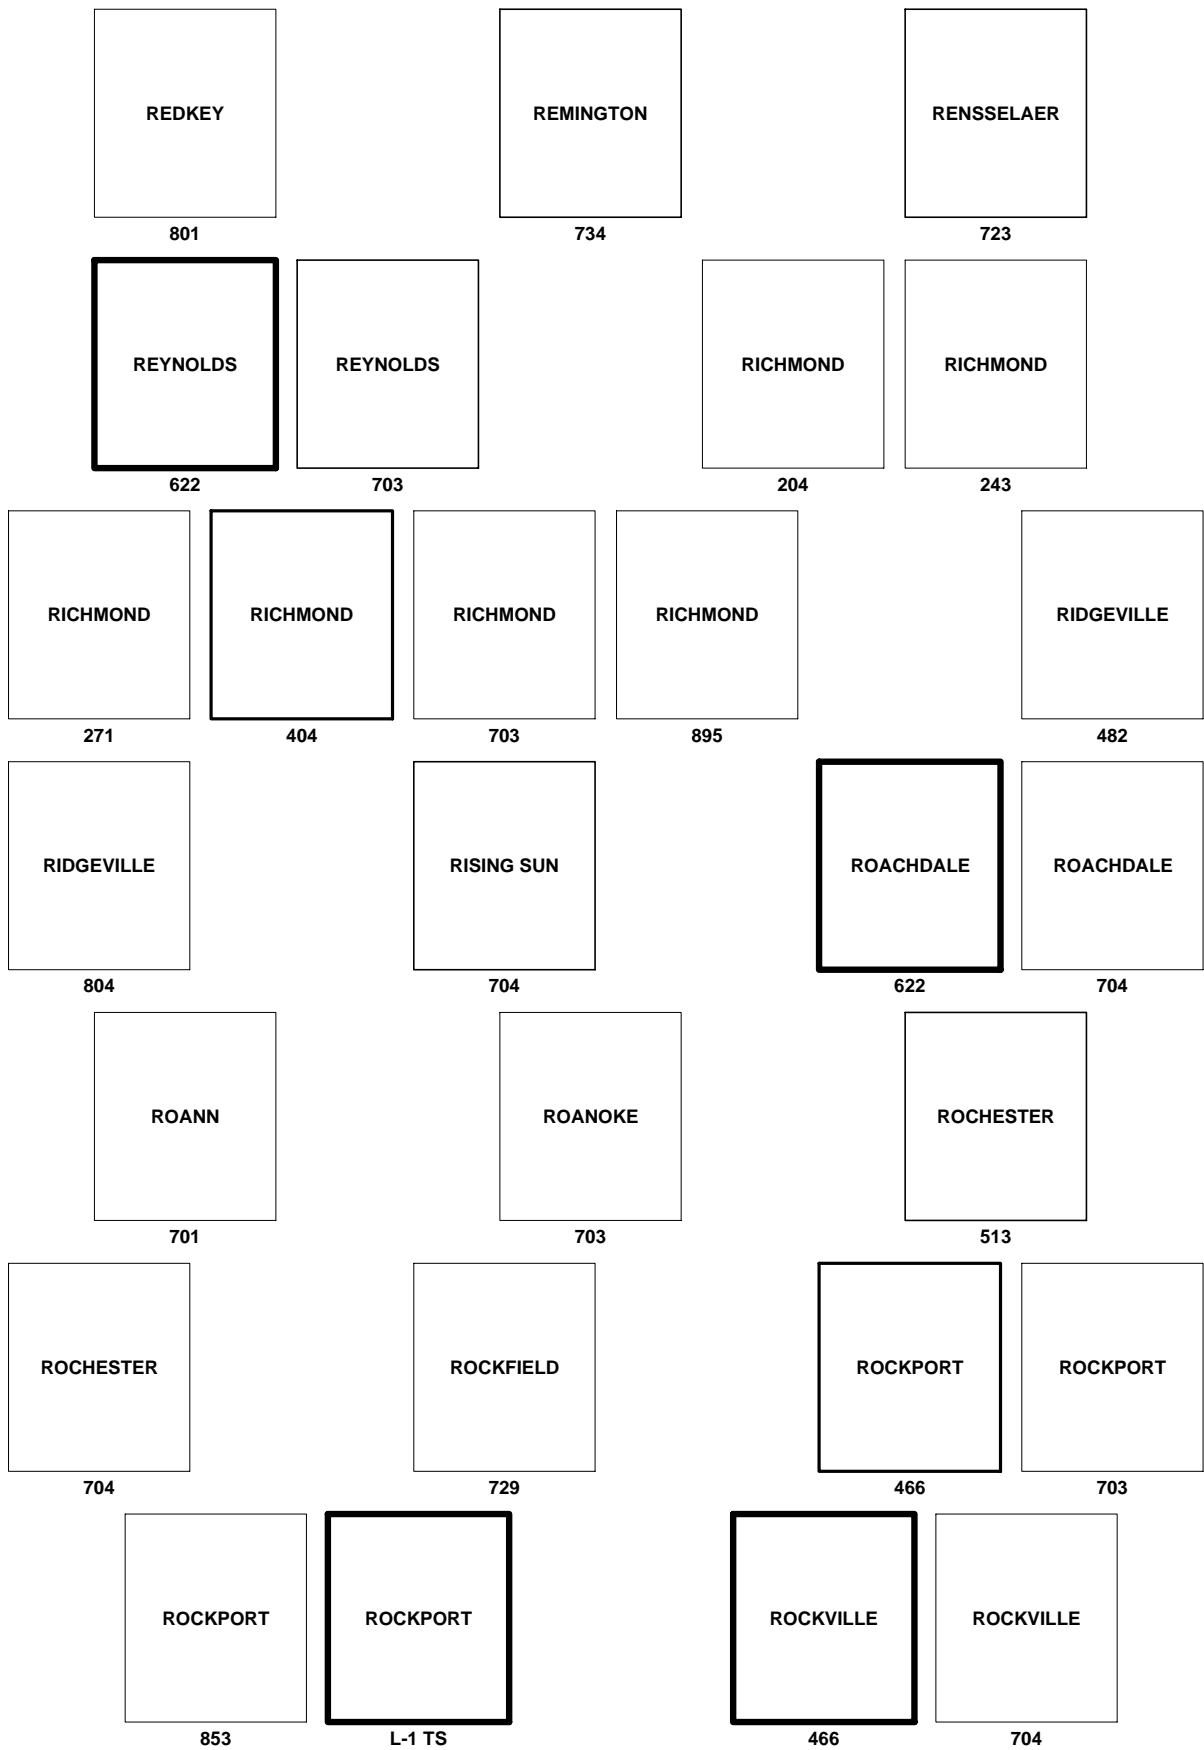 REDKEY REMINGTON RENSSELAER
801 734 723
REYNOLDS REYNOLDS RICHMOND RICHMOND
622 703 204 243
RICHMOND RICHMOND RICHMOND RICHMOND RIDGEVILLE
271 404 703 895 482
RIDGEVILLE RISING SUN ROACHDALE ROACHDALE
804 704 622 704
ROANN ROANOKE ROCHESTER
701 703 513
ROCHESTER ROCKFIELD ROCKPORT ROCKPORT
704 729 466 703
ROCKPORT ROCKPORT ROCKVILLE ROCKVILLE
853 L-1 TS 466 704